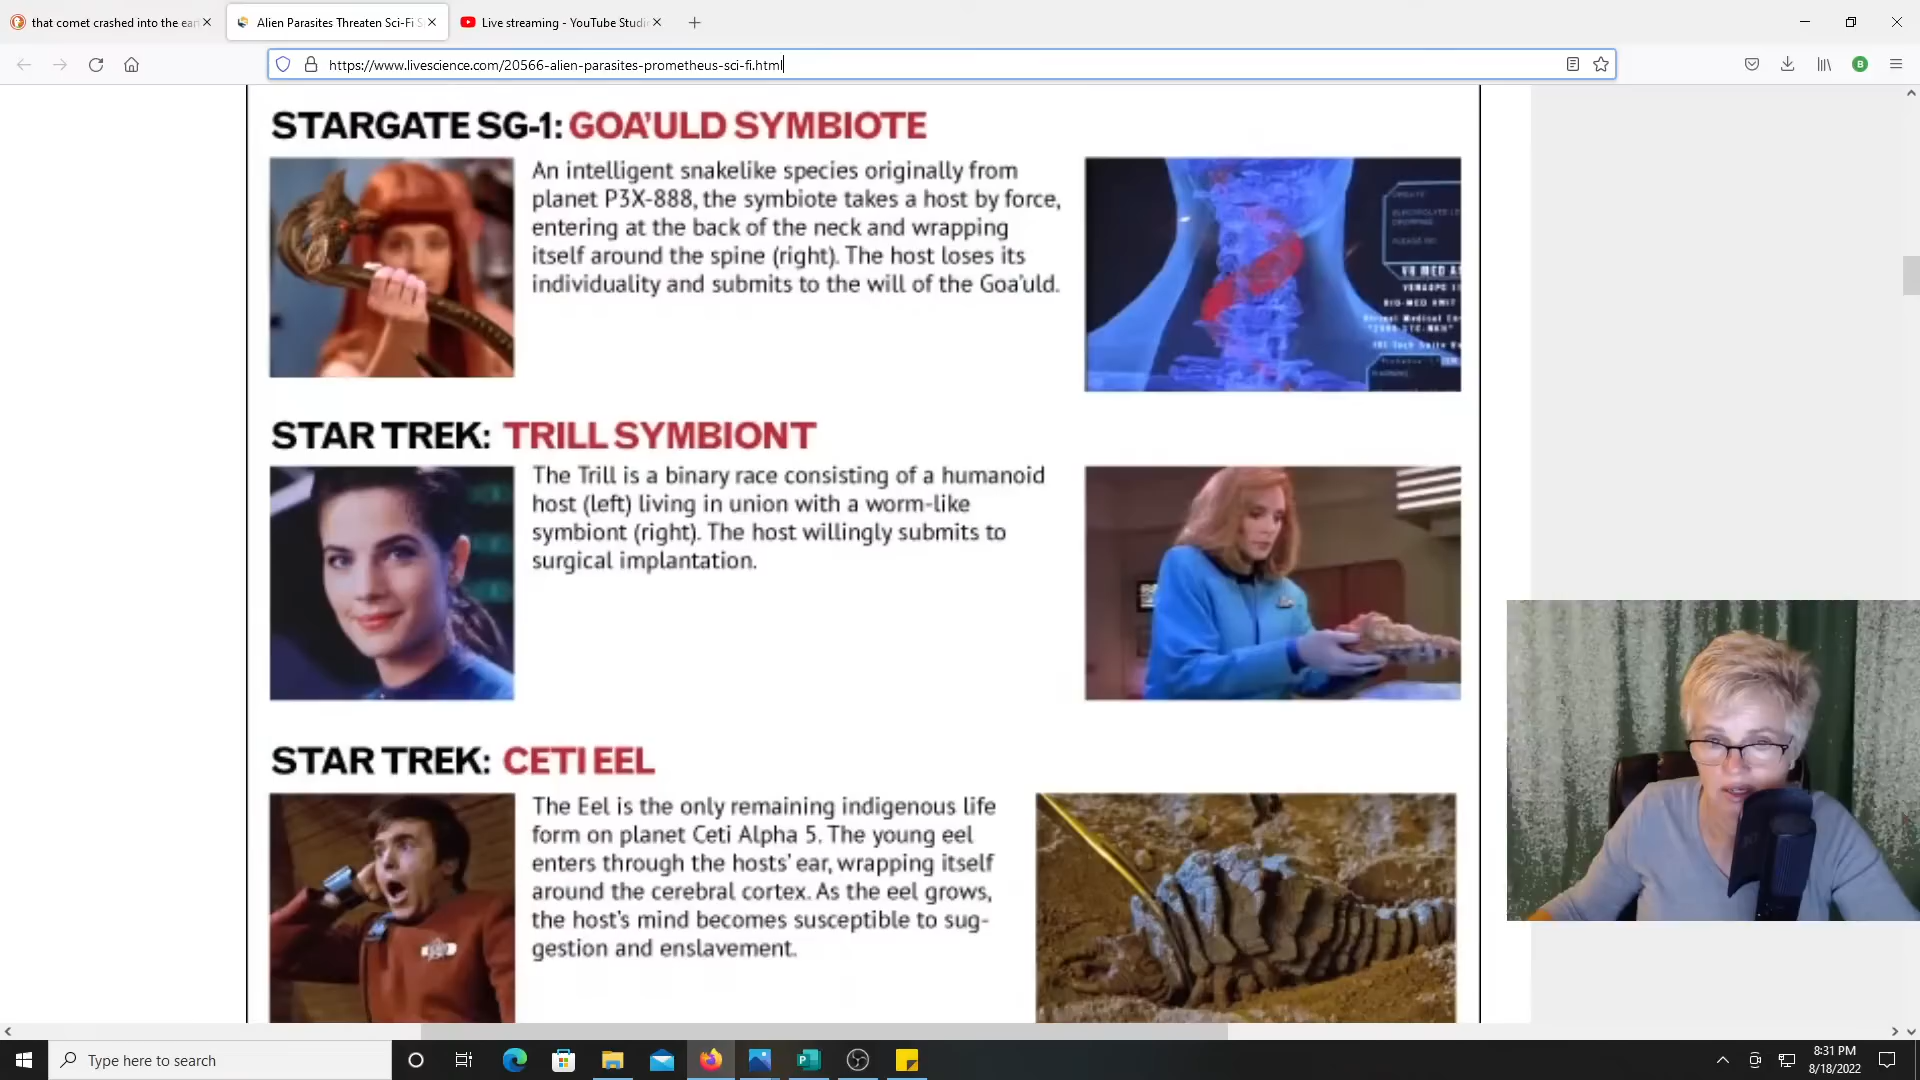 that comet crashed into the ear
Alien Parasites Threaten Sci-Fi S
Live streaming - YouTube Studi
https://www.livescience.com/20566-alien-parasites-prometheus-sci-fi.html
B
STARGATE SG-1: GOA'ULD SYMBIOTE
An intelligent snakelike species originally from
planet P3X-888, the symbiote takes a host by force,
entering at the back of the neck and wrapping
itself around the spine (right). The host loses its
individuality and submits to the will of the Goa'uld.
STAR TREK: TRILL SYMBIONT
The Trill is a binary race consisting of a humanoid
host (left) living in union with a worm-like
symbiont (right). The host willingly submits to
surgical implantation.
STAR TREK: CETI EEL
The Eel is the only remaining indigenous life
form on planet Ceti Alpha 5. The young eel
enters through the hosts' ear, wrapping itself
around the cerebral cortex. As the eel grows,
the host's mind becomes susceptible to sug-
gestion and enslavement.
Type here to search
8:31 PM
8/18/2022